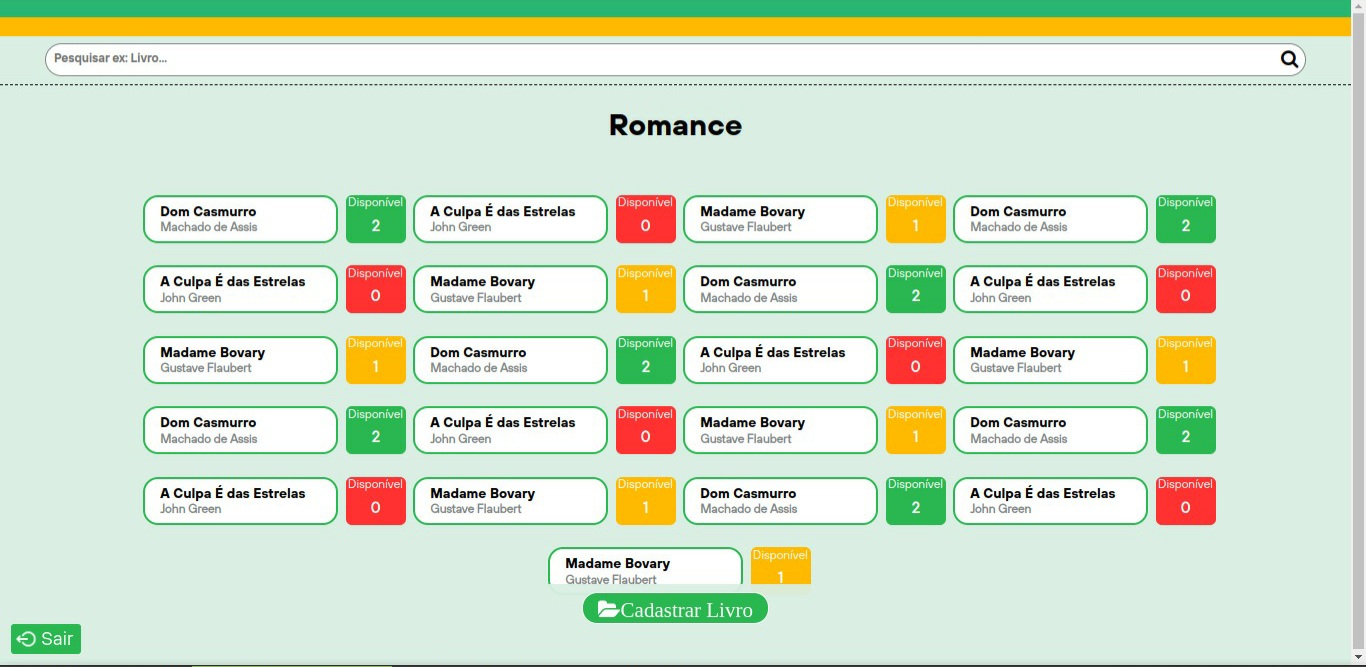 Pesquisar ex: Livro...
Romance
Dom Casmurro
Machado de Assis
Disponível
2
A Culpa É das Estrelas
John Green
Disponível
0
Madame Bovary
Gustave Flaubert
Disponível
1
Dom Casmurro
Machado de Assis
Disponível
2
A Culpa É das Estrelas
John Green
Disponível
0
Madame Bovary
Gustave Flaubert
Disponível
1
Dom Casmurro
Machado de Assis
Disponível
2
A Culpa É das Estrelas
John Green
Disponível
0
Madame Bovary
Gustave Flaubert
Disponível
1
Dom Casmurro
Machado de Assis
Disponível
2
A Culpa É das Estrelas
John Green
Disponível
0
Madame Bovary
Gustave Flaubert
Disponível
1
Dom Casmurro
Machado de Assis
Disponível
2
A Culpa É das Estrelas
John Green
Disponível
0
Madame Bovary
Gustave Flaubert
Disponível
1
Dom Casmurro
Machado de Assis
Disponível
2
A Culpa É das Estrelas
John Green
Disponível
0
Madame Bovary
Gustave Flaubert
Disponível
1
Dom Casmurro
Machado de Assis
Disponível
2
A Culpa É das Estrelas
John Green
Disponível
0
Madame Bovary
Gustave Flaubert
Disponível
1
Cadastrar Livro
Sair